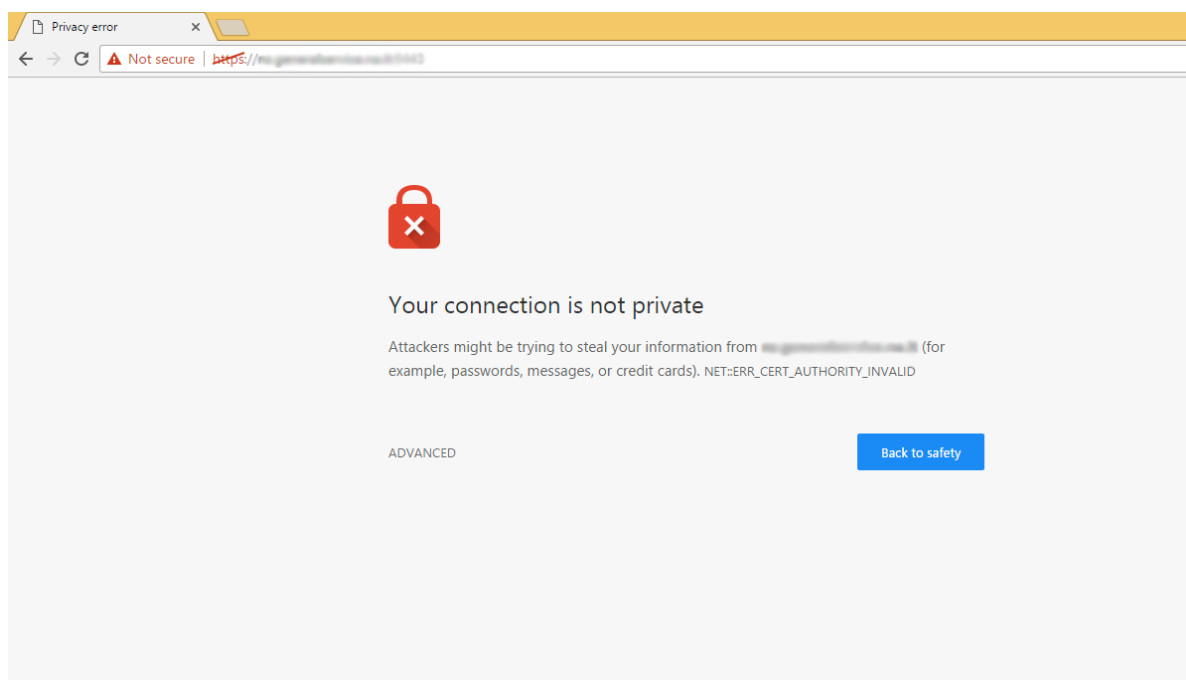 Privacy error
Not secure | https://
Your connection is not private
Attackers might be trying to steal your information from (for
example, passwords, messages, or credit cards). NET::ERR_CERT_AUTHORITY_INVALID
ADVANCED
Back to safety